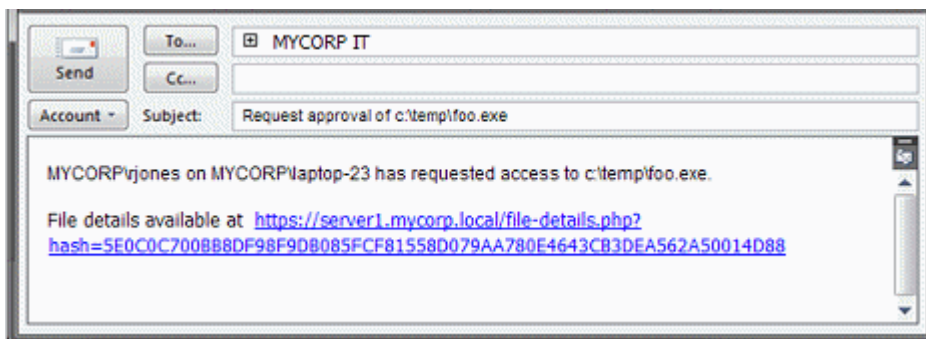 To...
MYCORP IT
Send
Cc...
Account
Subject:
Request approval of c:\temp\foo.exe
MYCORP\rjones on MYCORP\laptop-23 has requested access to c:\temp\foo.exe.
File details available at https://server1.mycorp.local/file-details.php?
hash=5E0C0C700BB8DF98F9DB085FCF81558D079AA780E4643CB3DEA562A50014D88